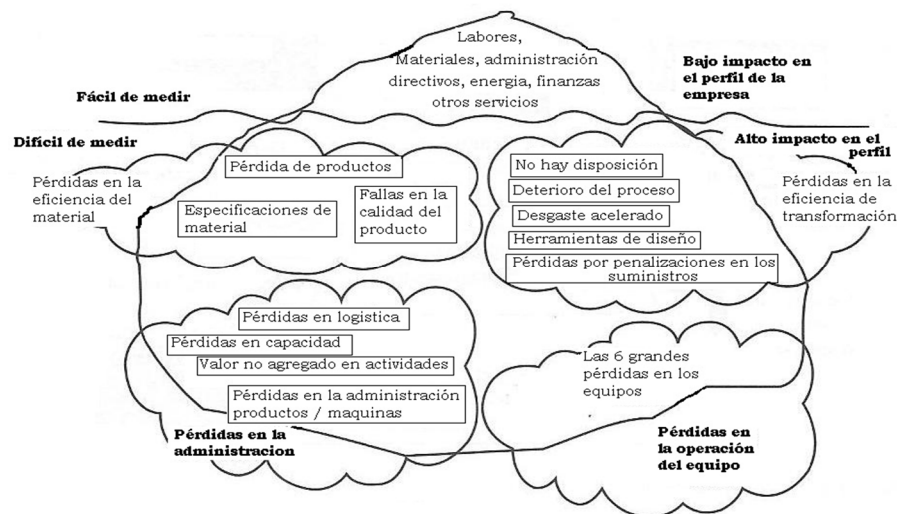 Labores,
Materiales, administración
directivos, energia, finanzas
otros servicios
Bajo impacto en
el perfil de la
empresa
Fácil de medir
Difícil de medir
Alto impacto en el
perfil
Pérdidas en la
eficiencia del
material
Pérdida de productos
Especificaciones de
material
Fallas en la
calidad del
producto
No hay disposición
Deterioro del proceso
Desgaste acelerado
Herramientas de diseño
Pérdidas por penalizaciones en los
suministros
Pérdidas en la
eficiencia de
transformación
Pérdidas en logistica
Pérdidas en capacidad
Valor no agregado en actividades
Pérdidas en la administración
productos / maquinas
Pérdidas en la
administracion
Las 6 grandes
pérdidas en los
equipos
Pérdidas en
la operación
del equipo